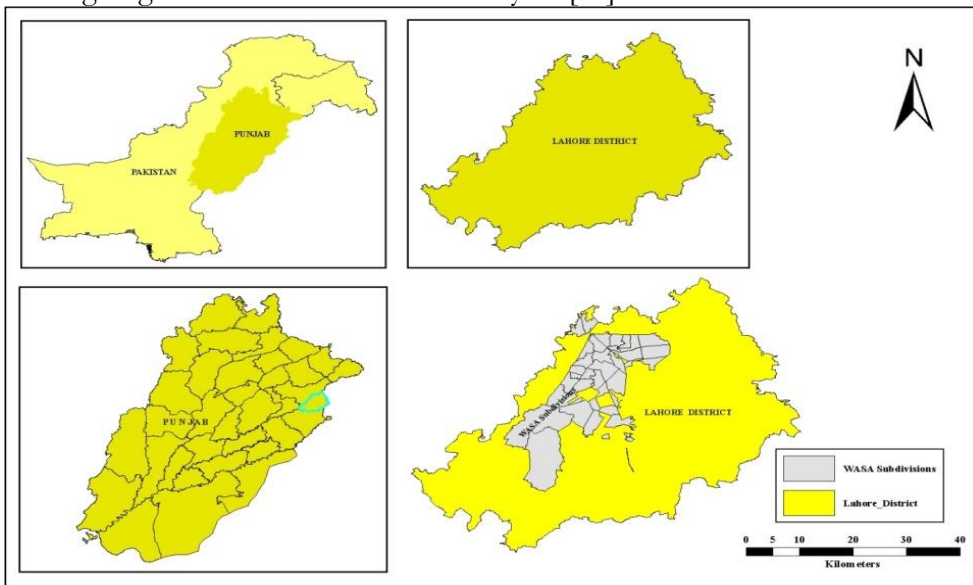 N
PUNJAB
PAKISTAN
LAHORE DISTRICT
PUNJAB
WASA Subdivisions
LAHORE DISTRICT
WASA Subdivisions
Lahore_District
0 5 10 20 30 40
Kilometers